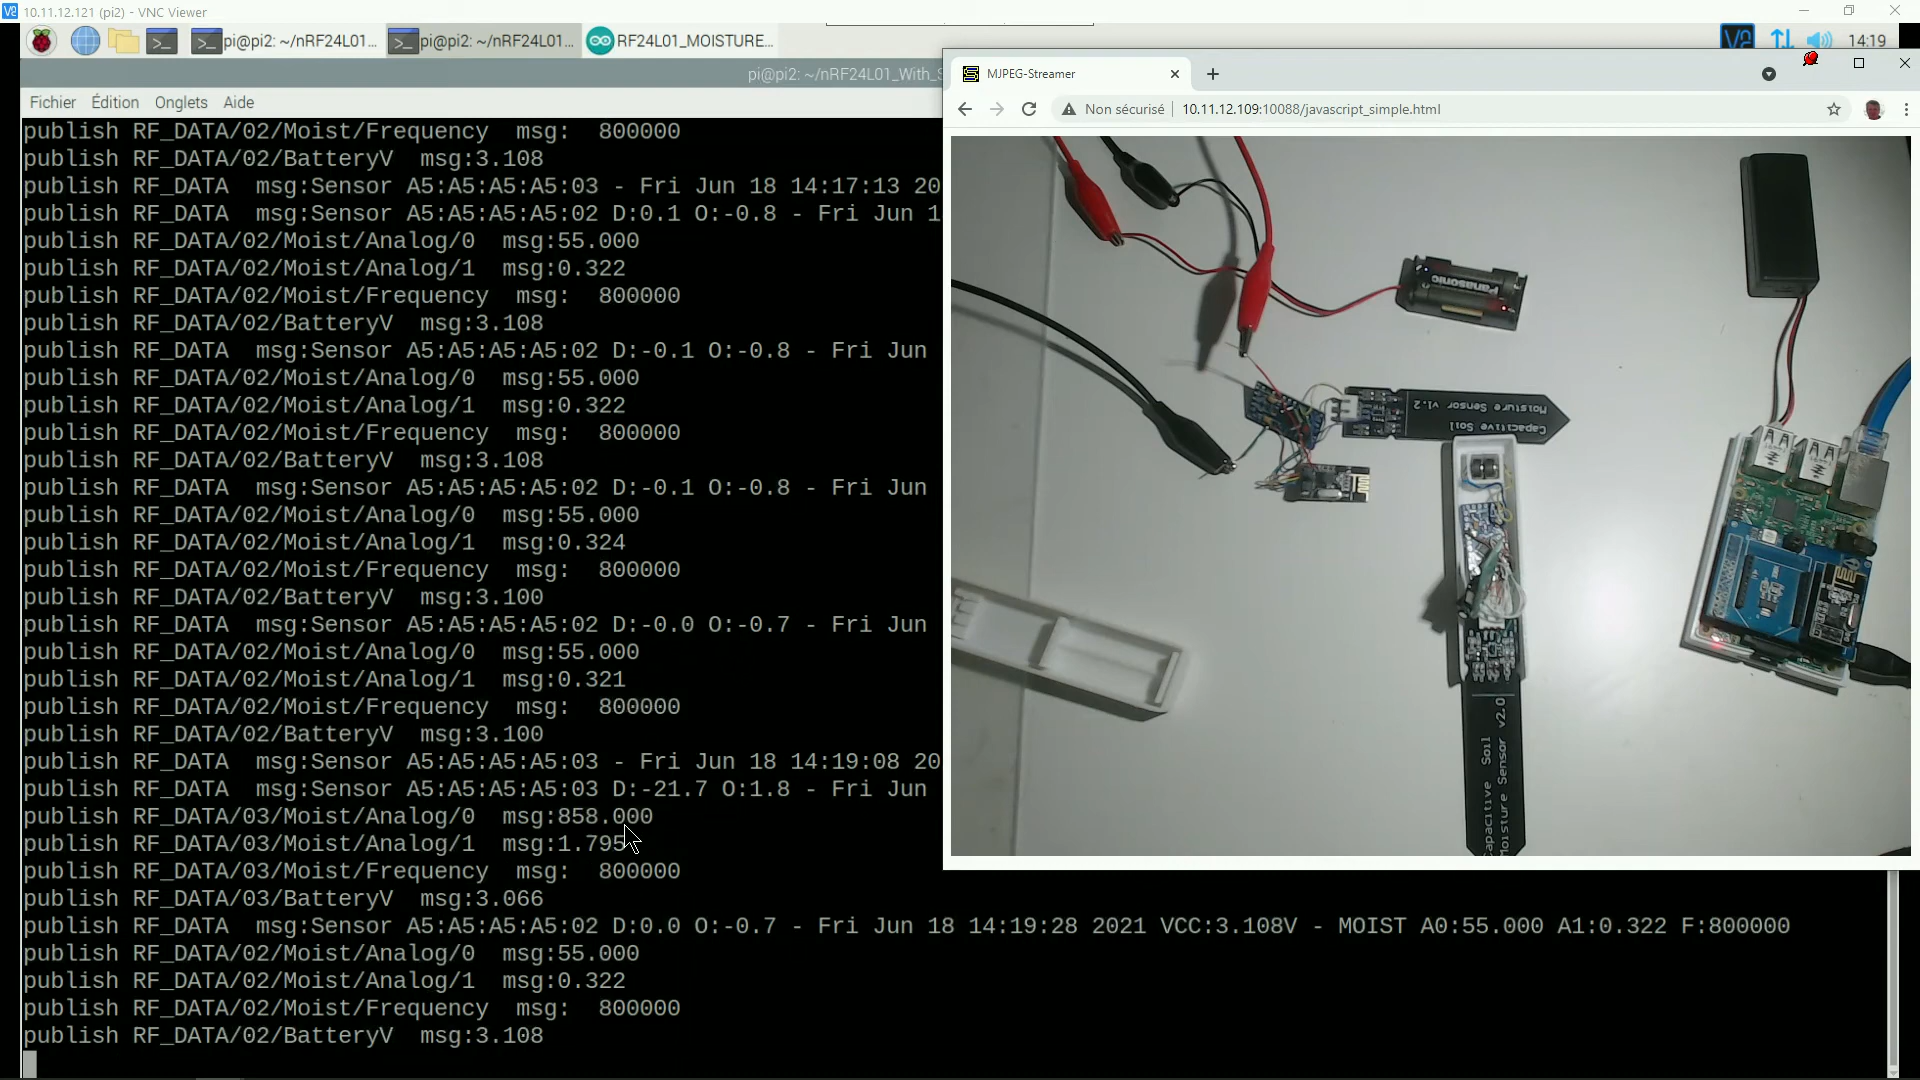 10.11.12.121 (pi2) - VNC Viewer
pi@pi2: ~/nRF24L01...
pi@pi2: ~/nRF24L01...
RF24L01_MOISTURE...
14:19
pi@pi2: ~/nRF24L01_With_S
Fichier Édition Onglets Aide
publish RF_DATA/02/Moist/Frequency msg: 800000
publish RF_DATA/02/BatteryV msg:3.108
publish RF_DATA msg:Sensor A5:A5:A5:A5:03 - Fri Jun 18 14:17:13 20
publish RF_DATA msg:Sensor A5:A5:A5:A5:02 D:0.1 O:-0.8 - Fri Jun 1
publish RF_DATA/02/Moist/Analog/0 msg:55.000
publish RF_DATA/02/Moist/Analog/1 msg:0.322
publish RF_DATA/02/Moist/Frequency msg: 800000
publish RF_DATA/02/BatteryV msg:3.108
publish RF_DATA msg:Sensor A5:A5:A5:A5:02 D:-0.1 O:-0.8 - Fri Jun
publish RF_DATA/02/Moist/Analog/0 msg:55.000
publish RF_DATA/02/Moist/Analog/1 msg:0.322
publish RF_DATA/02/Moist/Frequency msg: 800000
publish RF_DATA/02/BatteryV msg:3.108
publish RF_DATA msg:Sensor A5:A5:A5:A5:02 D:-0.1 O:-0.8 - Fri Jun
publish RF_DATA/02/Moist/Analog/0 msg:55.000
publish RF_DATA/02/Moist/Analog/1 msg:0.324
publish RF_DATA/02/Moist/Frequency msg: 800000
publish RF_DATA/02/BatteryV msg:3.100
publish RF_DATA msg:Sensor A5:A5:A5:A5:02 D:-0.0 O:-0.7 - Fri Jun
publish RF_DATA/02/Moist/Analog/0 msg:55.000
publish RF_DATA/02/Moist/Analog/1 msg:0.321
publish RF_DATA/02/Moist/Frequency msg: 800000
publish RF_DATA/02/BatteryV msg:3.100
publish RF_DATA msg:Sensor A5:A5:A5:A5:03 - Fri Jun 18 14:19:08 20
publish RF_DATA msg:Sensor A5:A5:A5:A5:03 D:-21.7 O:1.8 - Fri Jun
publish RF_DATA/03/Moist/Analog/0 msg:858.000
publish RF_DATA/03/Moist/Analog/1 msg:1.795
publish RF_DATA/03/Moist/Frequency msg: 800000
publish RF_DATA/03/BatteryV msg:3.066
publish RF_DATA msg:Sensor A5:A5:A5:A5:02 D:0.0 O:-0.7 - Fri Jun 18 14:19:28 2021 VCC:3.108V - MOIST A0:55.000 A1:0.322 F:800000
publish RF_DATA/02/Moist/Analog/0 msg:55.000
publish RF_DATA/02/Moist/Analog/1 msg:0.322
publish RF_DATA/02/Moist/Frequency msg: 800000
publish RF_DATA/02/BatteryV msg:3.108
MJPEG-Streamer
Non sécurisé 10.11.12.109:10088/javascript_simple.html
Panasonic
Capacitive Soil
Moisture Sensor v1.2
Capacitive Soil
Moisture Sensor v2.0